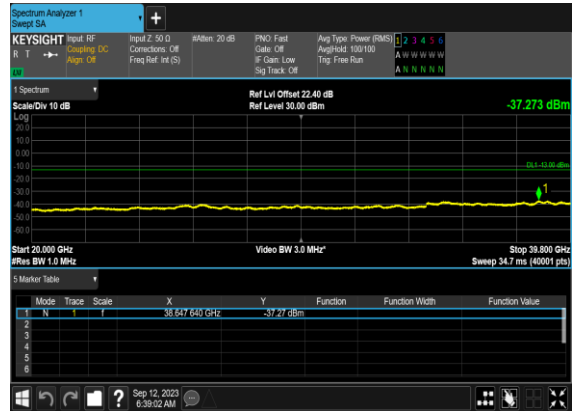 Spectrum Analyzer 1
Swept SA
+
KEYSIGHT Input: RF Input Z: 50 Ω #Atten: 20 dB PNO: Fast Avg Type: Power (RMS) 1 2 3 4 5 6
R T Coupling: DC Corrections: Off Gate: Off Avg|Hold: 100/100 A W W W W W
Align: Off Freq Ref: Int (S) IF Gain: Low Trig: Free Run
Sig Track: Off A N N N N N
LW
1 Spectrum Ref Lvl Offset 22.40 dB
Scale/Div 10 dB Ref Level 30.00 dBm -37.273 dBm
Log
20.0
10.0
0.00
-10.0 DL1 -13.00 dBm
-20.0
-30.0 1
-40.0
-50.0
-60.0
Start 20.000 GHz Video BW 3.0 MHz* Stop 39.800 GHz
#Res BW 1.0 MHz Sweep 34.7 ms (40001 pts)
5 Marker Table
Mode Trace Scale X Y Function Function Width Function Value
1 N 1 f 38.647 640 GHz -37.27 dBm
2
3
4
5
6
? Sep 12, 2023
6:39:02 AM